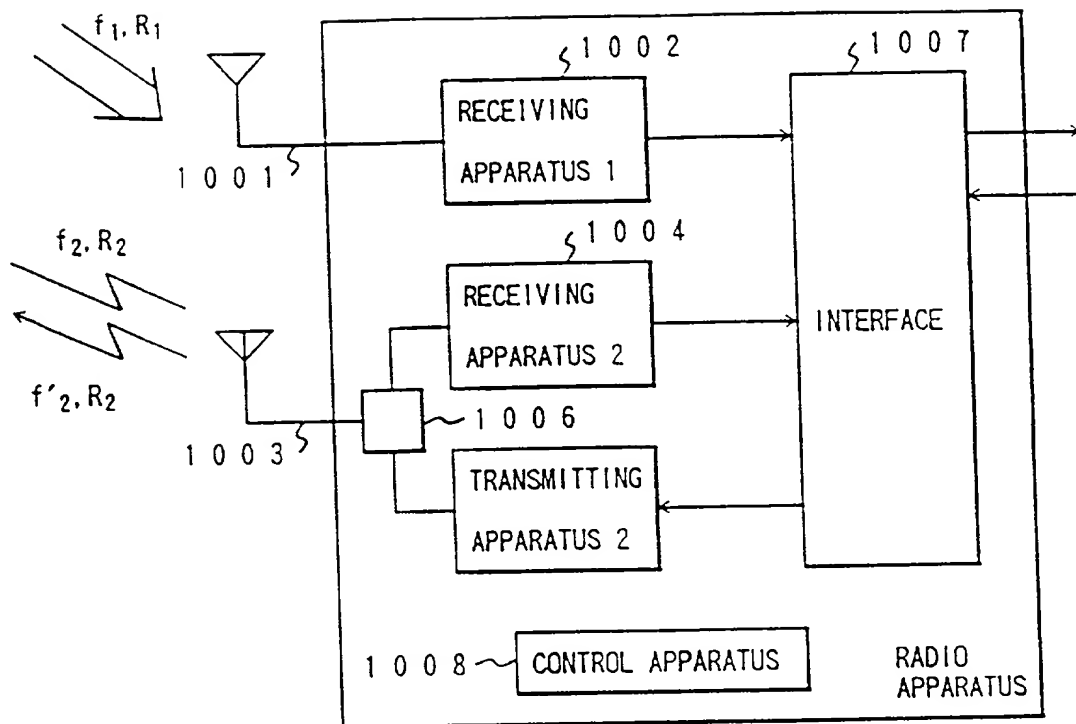 f1, R1
1002
1007
RECEIVING
APPARATUS 1
1001
1004
f2, R2
RECEIVING
APPARATUS 2
INTERFACE
f'2, R2
1006
1003
TRANSMITTING
APPARATUS 2
1008
CONTROL APPARATUS
RADIO
APPARATUS